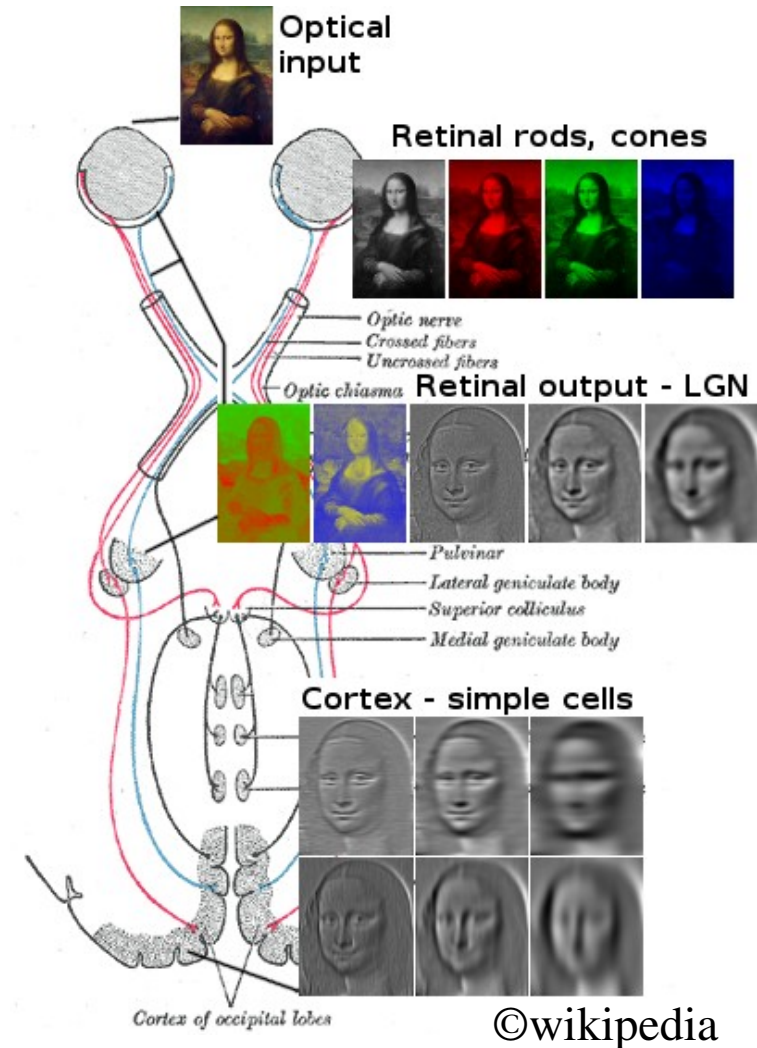 Optical
input
Retinal rods, cones
Optic nerve
Crossed fibers
Uncrossed fibers
Optic chiasma
Retinal output - LGN
Pulvinar
Lateral geniculate body
Superior colliculus
Medial geniculate body
Cortex - simple cells
Cortex of occipital lobes
©wikipedia